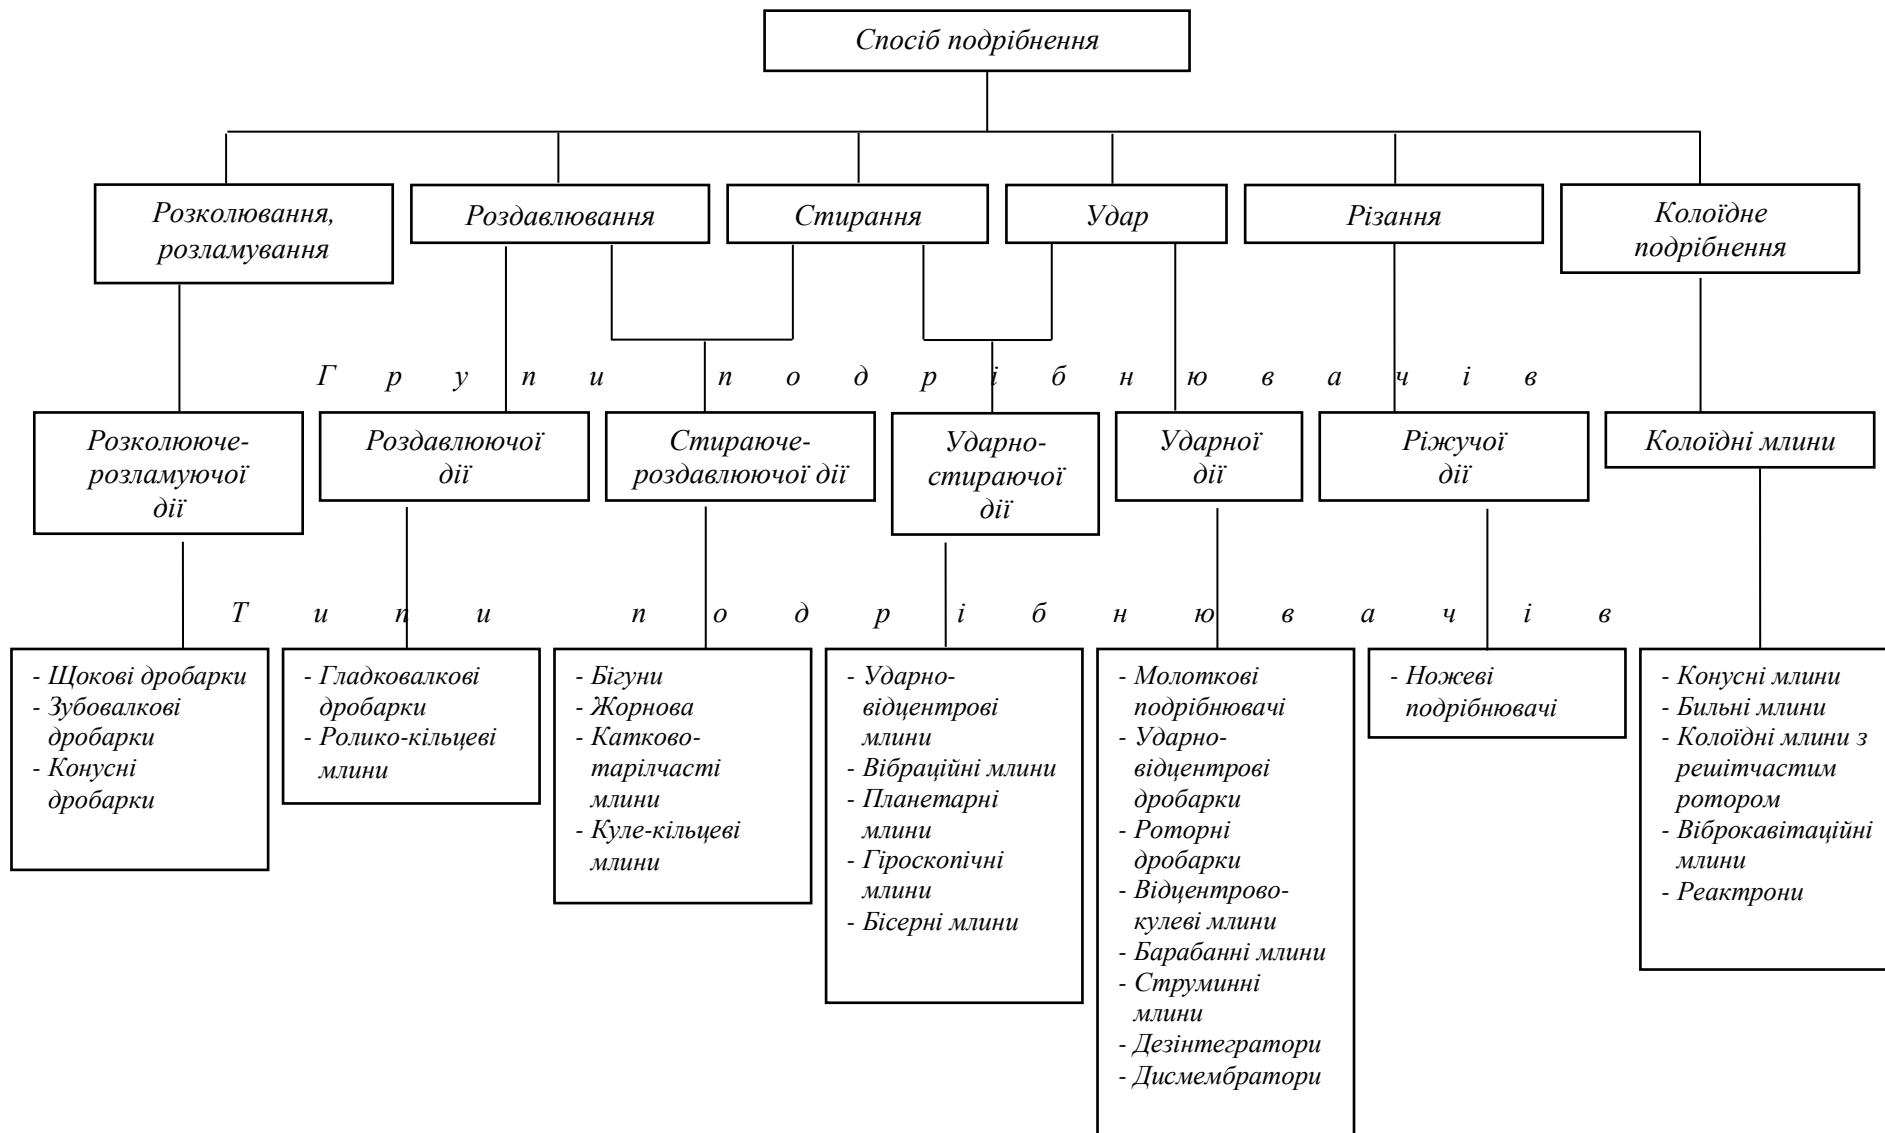 Спосіб подрібнення
Розколювання,
розламування
Роздавлювання
Стирання
Удар
Різання
Колоїдне
подрібнення
Групи подрібнювачів
Розколююче-
розламуючої
дії
Роздавлюючої
дії
Стираюче-
роздавлюючої дії
Ударно-
стираючої
дії
Ударної
дії
Ріжучої
дії
Колоїдні млини
Типи подрібнювачів
- Щокові дробарки
- Зубовалкові
дробарки
- Конусні
дробарки
- Гладковалкові
дробарки
- Ролико-кільцеві
млини
- Бігуни
- Жорнова
- Катково-
тарілчасті
млини
- Куле-кільцеві
млини
- Ударно-
відцентрові
млини
- Вібраційні млини
- Планетарні
млини
- Гіроскопічні
млини
- Бісерні млини
- Молоткові
подрібнювачі
- Ударно-
відцентрові
дробарки
- Роторні
дробарки
- Відцентрово-
кулеві млини
- Барабанні млини
- Струминні
млини
- Дезінтегратори
- Дисмембратори
- Ножеві
подрібнювачі
- Конусні млини
- Бильні млини
- Колоїдні млини з
решітчастим
ротором
- Віброкавітаційні
млини
- Реактрони